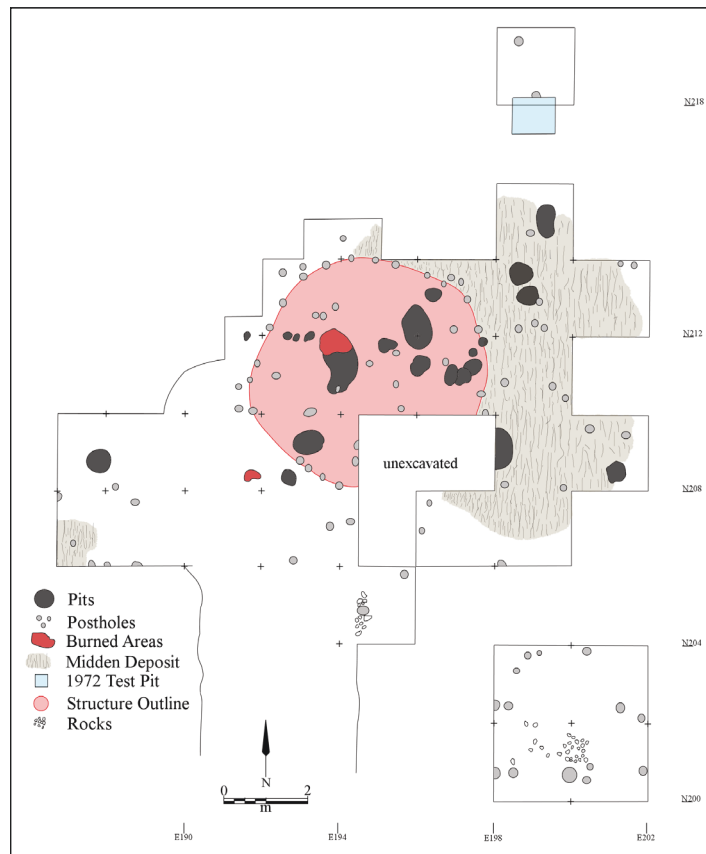 N218
N212
unexcavated
N208
Pits
Postholes
Burned Areas
Midden Deposit
1972 Test Pit
Structure Outline
Rocks
N204
N
0 2
m
N200
E190 E194 E198 E202